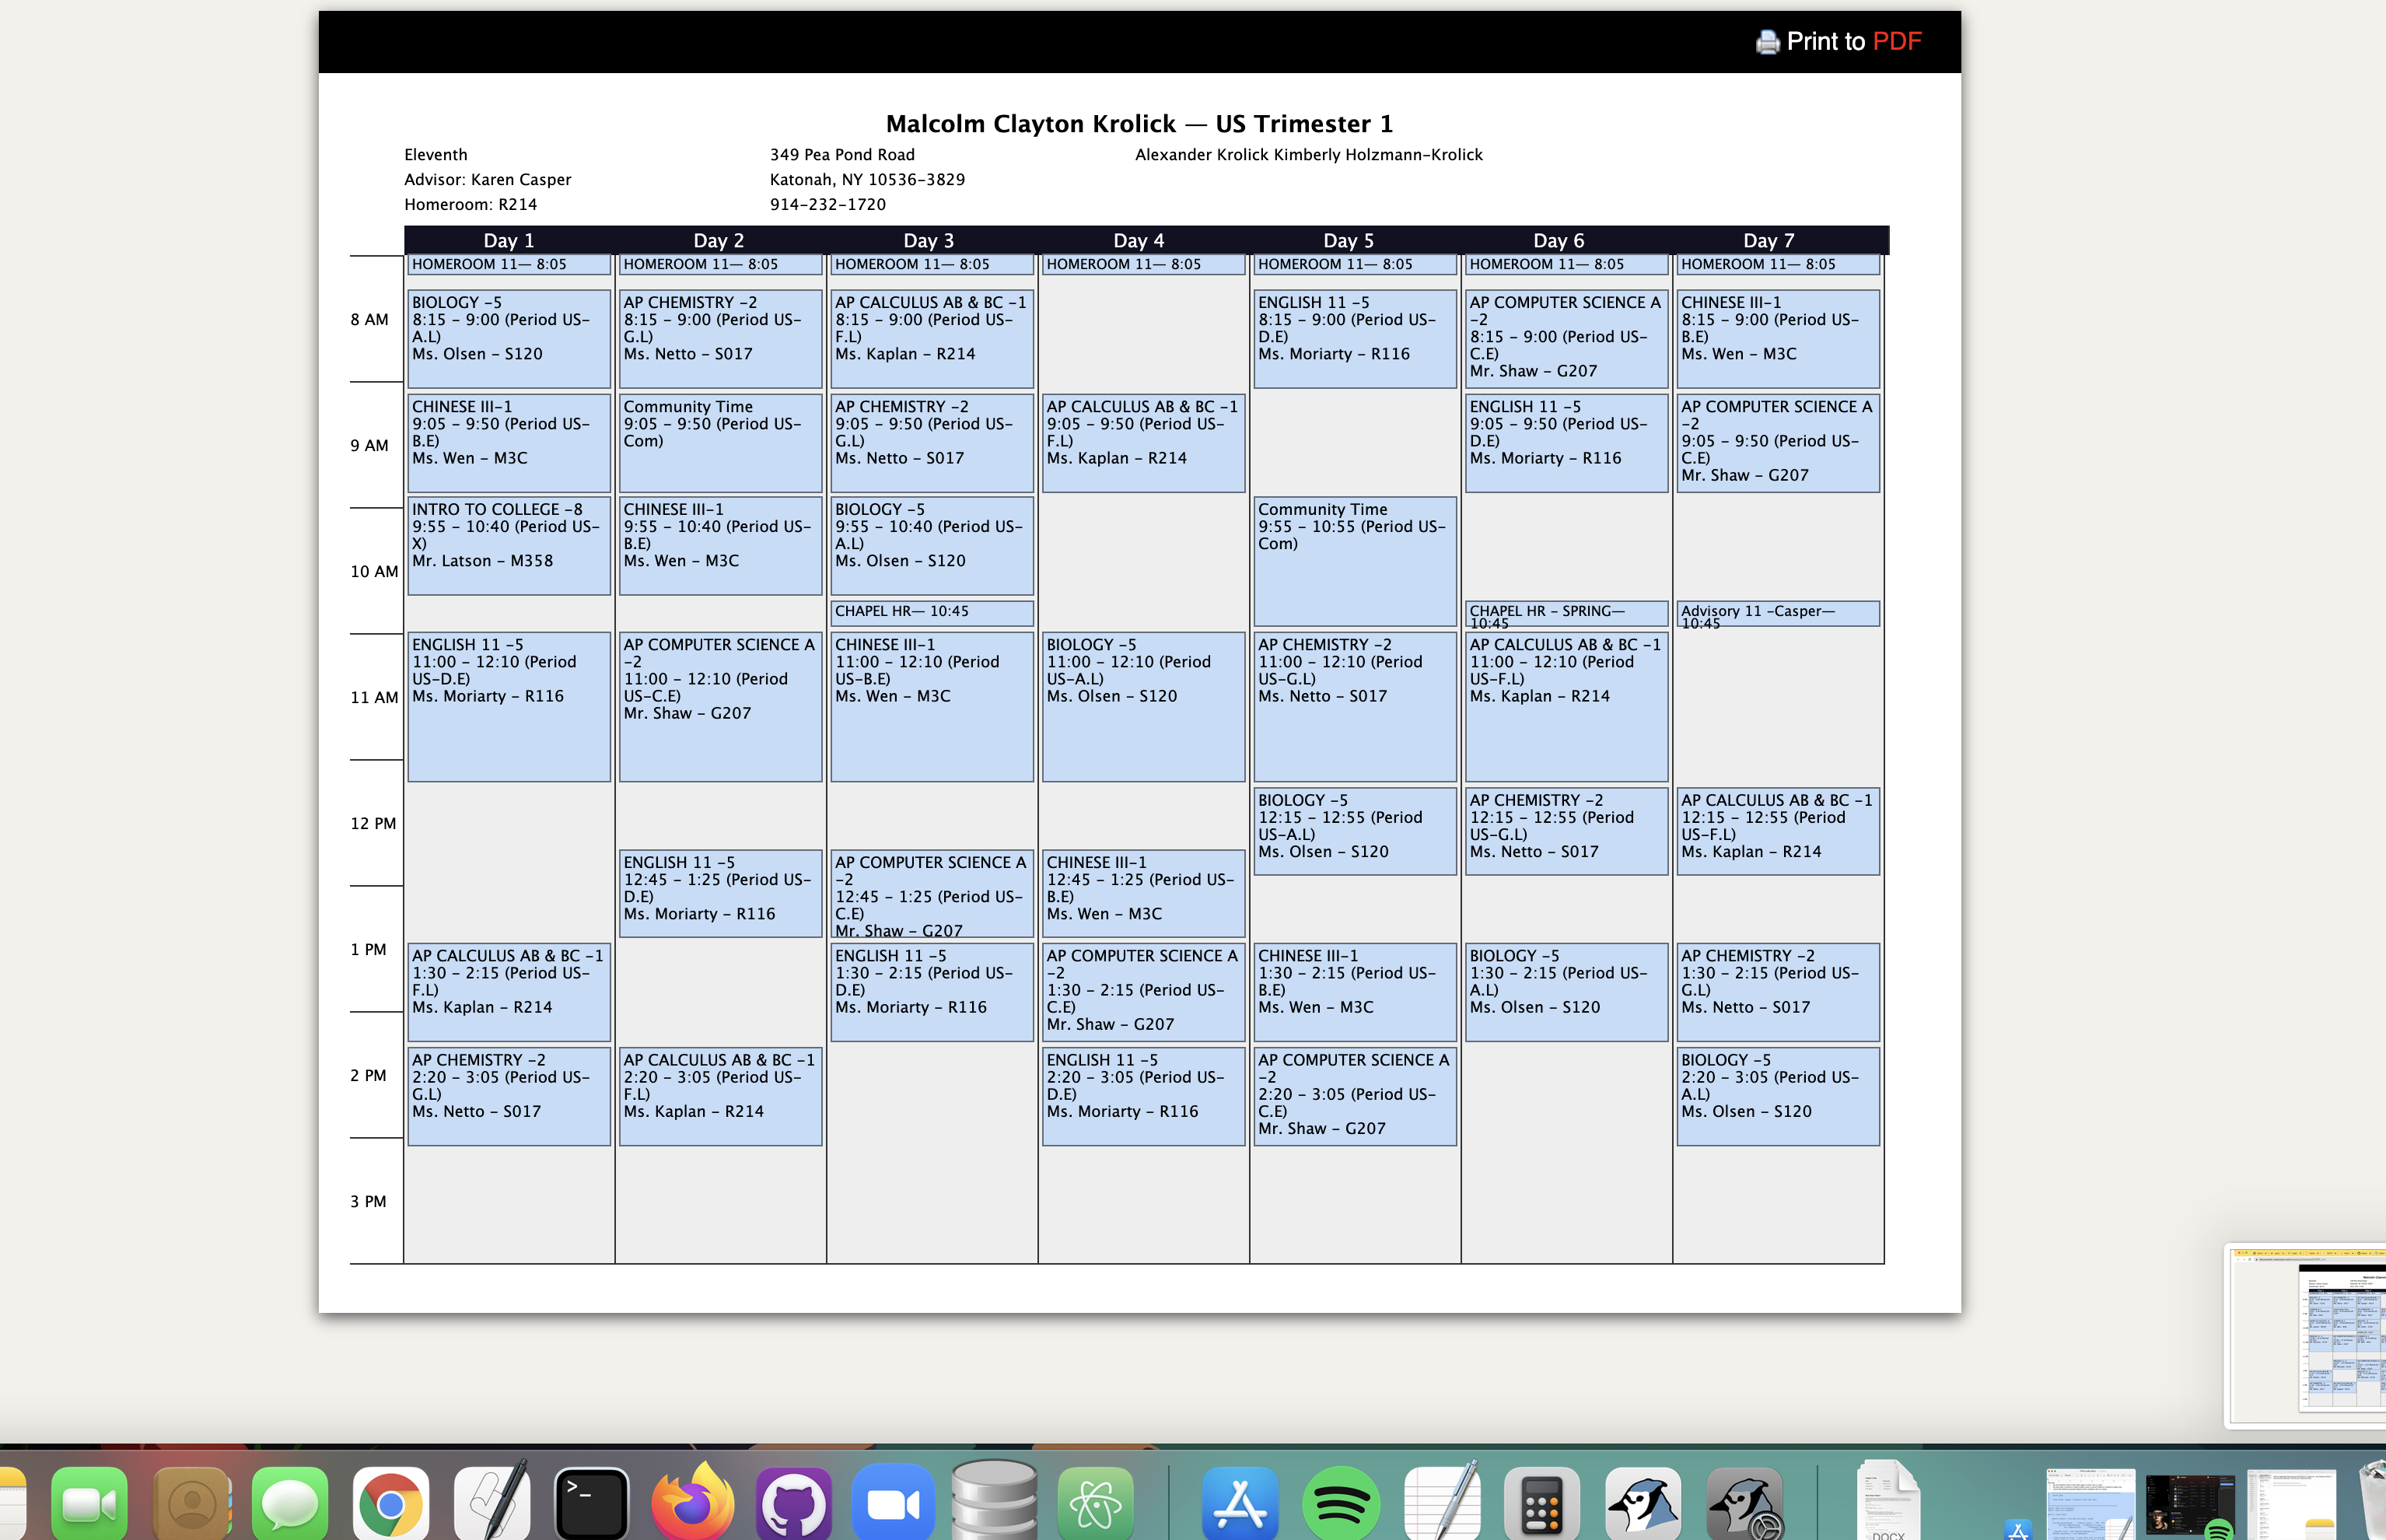 Print to PDF
Malcolm Clayton Krolick — US Trimester 1
Eleventh
349 Pea Pond Road
Alexander Krolick Kimberly Holzmann-Krolick
Advisor: Karen Casper
Katonah, NY 10536-3829
Homeroom: R214
914-232-1720
Day 1
Day 2
Day 3
Day 4
Day 5
Day 6
Day 7
8 AM
9 AM
10 AM
11 AM
12 PM
1 PM
2 PM
3 PM
HOMEROOM 11— 8:05
BIOLOGY -5
8:15 - 9:00 (Period US-
A.L)
Ms. Olsen - S120
CHINESE III-1
9:05 - 9:50 (Period US-
B.E)
Ms. Wen - M3C
INTRO TO COLLEGE -8
9:55 - 10:40 (Period US-
X)
Mr. Latson - M358
ENGLISH 11 -5
11:00 - 12:10 (Period
US-D.E)
Ms. Moriarty - R116
AP CALCULUS AB & BC -1
1:30 - 2:15 (Period US-
F.L)
Ms. Kaplan - R214
AP CHEMISTRY -2
2:20 - 3:05 (Period US-
G.L)
Ms. Netto - S017
HOMEROOM 11— 8:05
AP CHEMISTRY -2
8:15 - 9:00 (Period US-
G.L)
Ms. Netto - S017
Community Time
9:05 - 9:50 (Period US-
Com)
CHINESE III-1
9:55 - 10:40 (Period US-
B.E)
Ms. Wen - M3C
AP COMPUTER SCIENCE A
-2
11:00 - 12:10 (Period
US-C.E)
Mr. Shaw - G207
ENGLISH 11 -5
12:45 - 1:25 (Period US-
D.E)
Ms. Moriarty - R116
AP CALCULUS AB & BC -1
2:20 - 3:05 (Period US-
F.L)
Ms. Kaplan - R214
HOMEROOM 11— 8:05
AP CALCULUS AB & BC -1
8:15 - 9:00 (Period US-
F.L)
Ms. Kaplan - R214
AP CHEMISTRY -2
9:05 - 9:50 (Period US-
G.L)
Ms. Netto - S017
BIOLOGY -5
9:55 - 10:40 (Period US-
A.L)
Ms. Olsen - S120
CHAPEL HR— 10:45
CHINESE III-1
11:00 - 12:10 (Period
US-B.E)
Ms. Wen - M3C
AP COMPUTER SCIENCE A
-2
12:45 - 1:25 (Period US-
C.E)
Mr. Shaw - G207
ENGLISH 11 -5
1:30 - 2:15 (Period US-
D.E)
Ms. Moriarty - R116
HOMEROOM 11— 8:05
AP CALCULUS AB & BC -1
9:05 - 9:50 (Period US-
F.L)
Ms. Kaplan - R214
BIOLOGY -5
11:00 - 12:10 (Period
US-A.L)
Ms. Olsen - S120
CHINESE III-1
12:45 - 1:25 (Period US-
B.E)
Ms. Wen - M3C
AP COMPUTER SCIENCE A
-2
1:30 - 2:15 (Period US-
C.E)
Mr. Shaw - G207
ENGLISH 11 -5
2:20 - 3:05 (Period US-
D.E)
Ms. Moriarty - R116
HOMEROOM 11— 8:05
ENGLISH 11 -5
8:15 - 9:00 (Period US-
D.E)
Ms. Moriarty - R116
Community Time
9:55 - 10:55 (Period US-
Com)
AP CHEMISTRY -2
11:00 - 12:10 (Period
US-G.L)
Ms. Netto - S017
BIOLOGY -5
12:15 - 12:55 (Period
US-A.L)
Ms. Olsen - S120
CHINESE III-1
1:30 - 2:15 (Period US-
B.E)
Ms. Wen - M3C
AP COMPUTER SCIENCE A
-2
2:20 - 3:05 (Period US-
C.E)
Mr. Shaw - G207
HOMEROOM 11— 8:05
AP COMPUTER SCIENCE A
-2
8:15 - 9:00 (Period US-
C.E)
Mr. Shaw - G207
ENGLISH 11 -5
9:05 - 9:50 (Period US-
D.E)
Ms. Moriarty - R116
CHAPEL HR - SPRING—
10:45
AP CALCULUS AB & BC -1
11:00 - 12:10 (Period
US-F.L)
Ms. Kaplan - R214
AP CHEMISTRY -2
12:15 - 12:55 (Period
US-G.L)
Ms. Netto - S017
BIOLOGY -5
1:30 - 2:15 (Period US-
A.L)
Ms. Olsen - S120
HOMEROOM 11— 8:05
CHINESE III-1
8:15 - 9:00 (Period US-
B.E)
Ms. Wen - M3C
AP COMPUTER SCIENCE A
-2
9:05 - 9:50 (Period US-
C.E)
Mr. Shaw - G207
Advisory 11 -Casper—
10:45
AP CALCULUS AB & BC -1
12:15 - 12:55 (Period
US-F.L)
Ms. Kaplan - R214
AP CHEMISTRY -2
1:30 - 2:15 (Period US-
G.L)
Ms. Netto - S017
BIOLOGY -5
2:20 - 3:05 (Period US-
A.L)
Ms. Olsen - S120
>_
DOCX